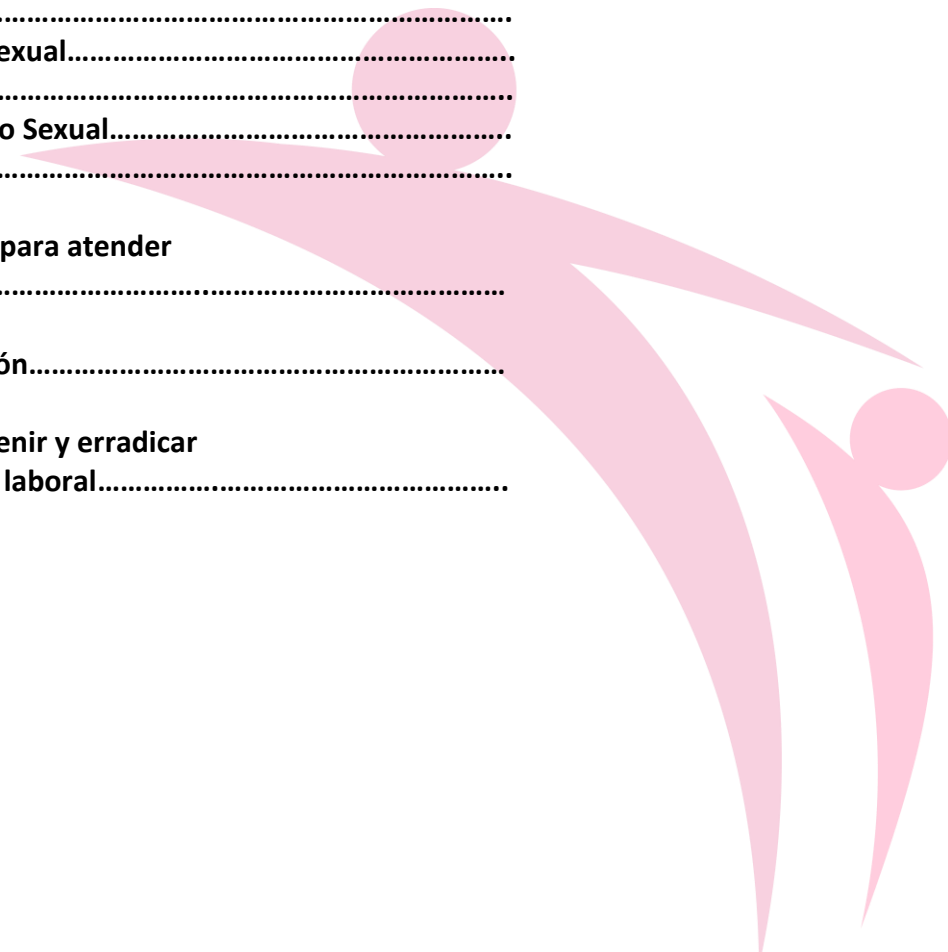 ……………………………………………………….
exual…………………………………………..
………………………………………………………..
o Sexual……………………………………..
………………………………………………………..
para atender
……………………..……………………………
ón………………………………………………
enir y erradicar
laboral…………….…………………………..